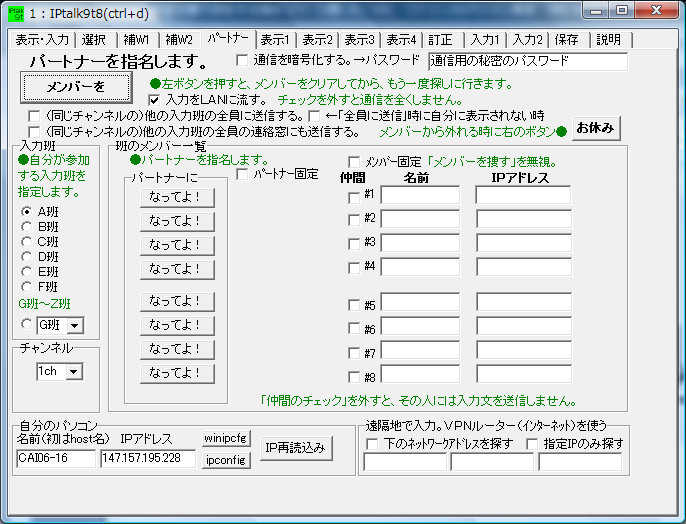 IPtalk 9t
1：IPtalk9t8(ctrl+d)
表示・入力 選択 補W1 補W2 パートナー 表示1 表示2 表示3 表示4 訂正 入力1 入力2 保存 説明
パートナーを指名します。 通信を暗号化する。→パスワード 通信用の秘密のパスワード
メンバーを
●左ボタンを押すと、メンバーをクリアしてから、もう一度探しに行きます。
入力をLANに流す。 チェックを外すと通信を全くしません。
（同じチャンネルの）他の入力班の全員に送信する。 ←「全員に送信」時に自分に表示されない時
（同じチャンネルの）他の入力班の全員の連絡窓にも送信する。 メンバーから外れる時に右のボタン●
お休み
入力班
●自分が参加
する入力班を
指定します。
A班
B班
C班
D班
E班
F班
G班～Z班
G班
チャンネル
1ch
班のメンバー一覧
●パートナーを指名します。 メンバー固定「メンバーを捜す」を無視。
パートナーに パートナー固定 仲間 名前 IPアドレス
なってよ！ #1
なってよ！ #2
なってよ！ #3
なってよ！ #4
なってよ！ #5
なってよ！ #6
なってよ！ #7
なってよ！ #8
「仲間のチェック」を外すと、その人には入力文を送信しません。
自分のパソコン
名前(初はhost名) IPアドレス winipcfg
CAI06-16 147.157.195.228 ipconfig
IP再読込み
遠隔地で入力。VPNルーター（インターネット）を使う
下のネットワークアドレスを探す 指定IPのみ探す